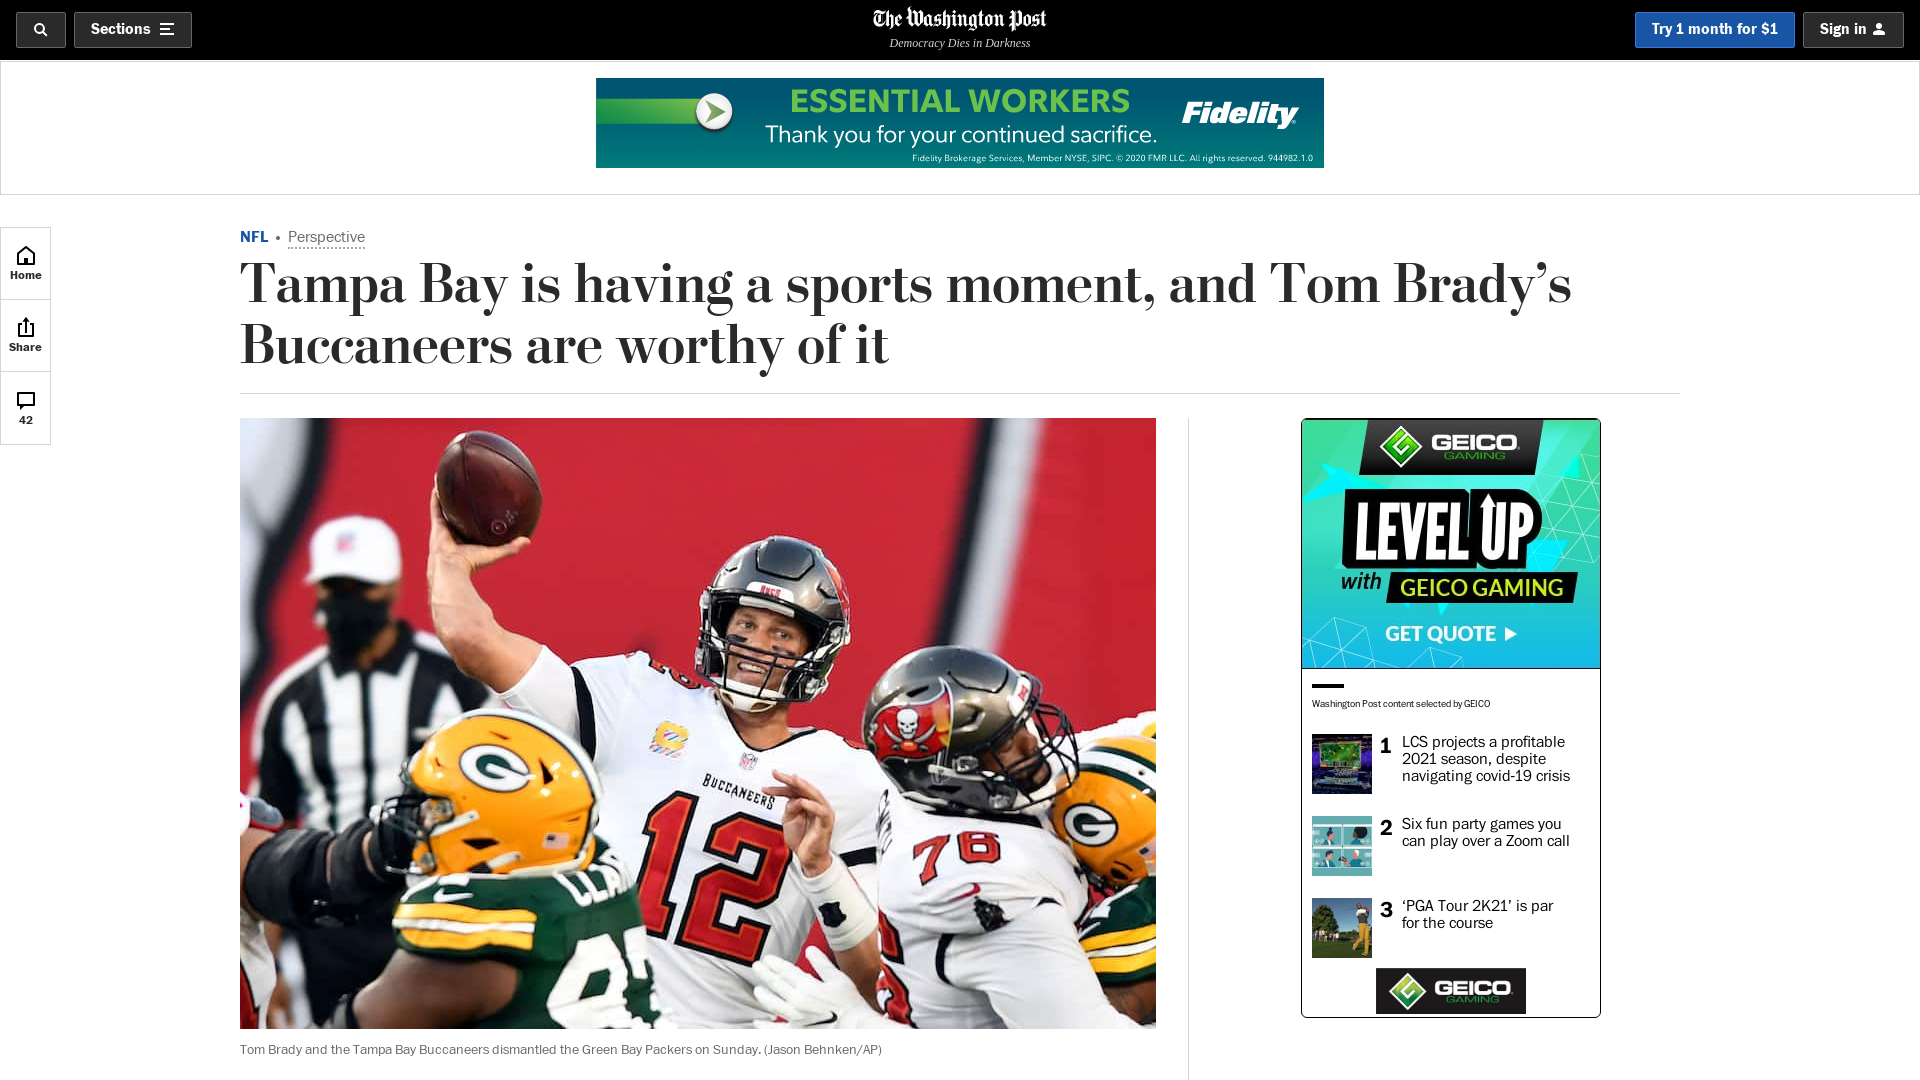 Sections
The Washington Post
Democracy Dies in Darkness
Try 1 month for $1
Sign in
ESSENTIAL WORKERS
Thank you for your continued sacrifice.
Fidelity
Fidelity Brokerage Services, Member NYSE, SIPC. © 2020 FMR LLC. All rights reserved. 944982.1.0
Home
Share
42
NFL • Perspective
Tampa Bay is having a sports moment, and Tom Brady’s
Buccaneers are worthy of it
BUCCANEERS
12
76
G
G
Tom Brady and the Tampa Bay Buccaneers dismantled the Green Bay Packers on Sunday. (Jason Behnken/AP)
GEICO
GAMING
LEVEL UP
with GEICO GAMING
GET QUOTE
Washington Post content selected by GEICO
1 LCS projects a profitable
2021 season, despite
navigating covid-19 crisis
2 Six fun party games you
can play over a Zoom call
3 ‘PGA Tour 2K21’ is par
for the course
GEICO
GAMING